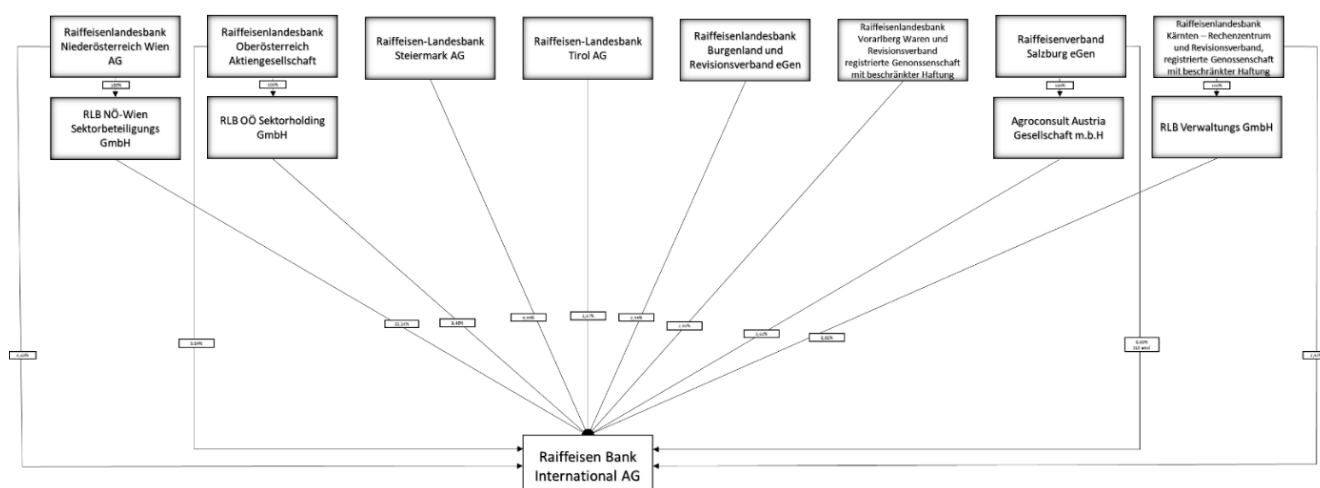 Raiffeisenlandesbank
Niederösterreich Wien
AG
Raiffeisenlandesbank
Oberösterreich
Aktiengesellschaft
Raiffeisen-Landesbank
Steiermark AG
Raiffeisen-Landesbank
Tirol AG
Raiffeisenlandesbank
Burgenland und
Revisionsverband eGen
Raiffeisenlandesbank
Vorarlberg Waren und
Revisionsverband
registrierte Genossenschaft
mit beschränkter Haftung
Raiffeisenverband
Salzburg eGen
Raiffeisenlandesbank
Kärnten – Rechenzentrum
und Revisionsverband,
registrierte Genossenschaft
mit beschränkter Haftung
100%
100%
100%
100%
RLB NÖ-Wien
Sektorbeteiligungs
GmbH
RLB OÖ Sektorholding
GmbH
Agroconsult Austria
Gesellschaft m.b.H
RLB Verwaltungs GmbH
Raiffeisen Bank
International AG